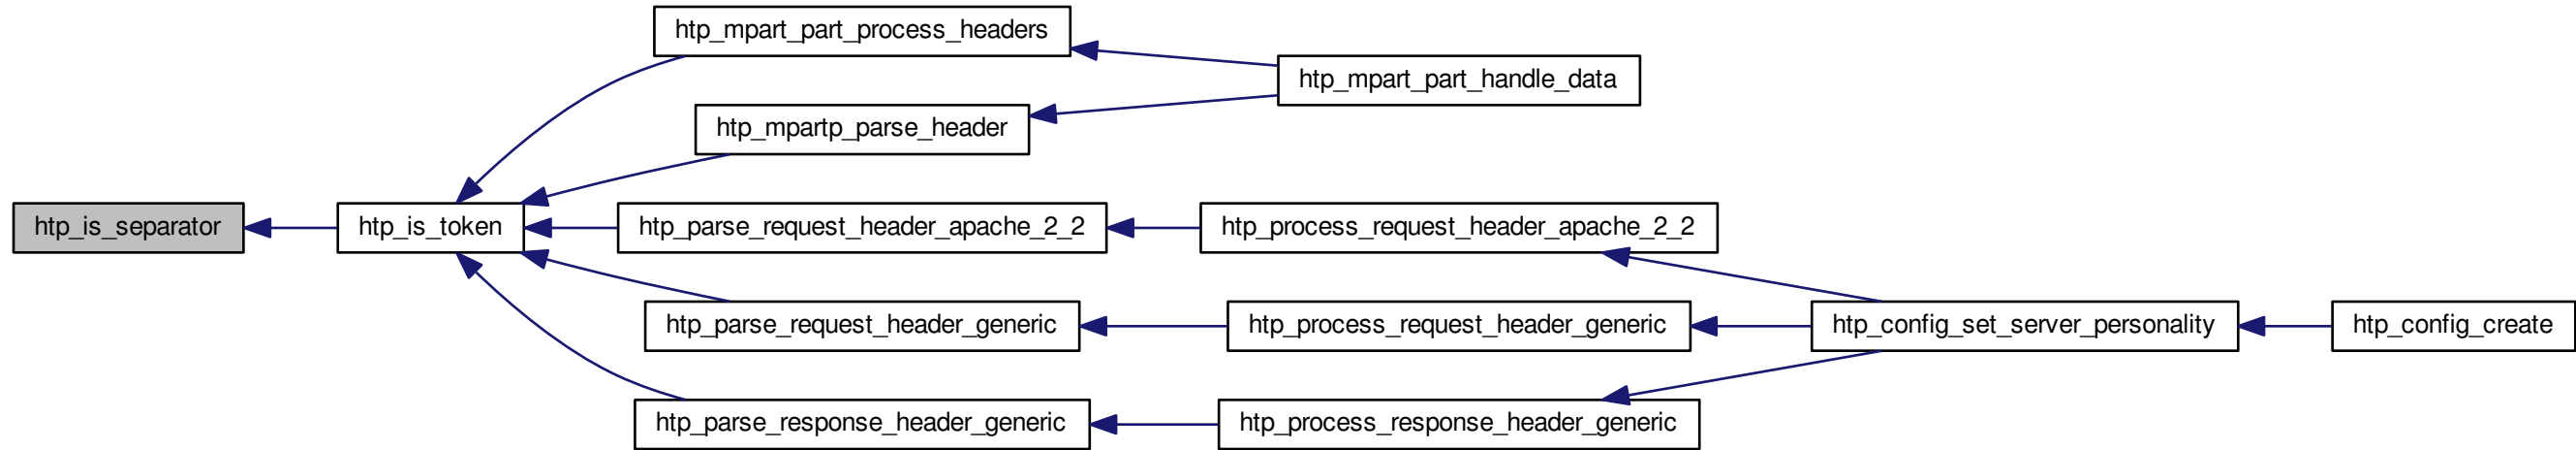 htp_mpart_part_process_headers
htp_mpart_part_handle_data
htp_mpartp_parse_header
htp_is_separator
htp_is_token
htp_parse_request_header_apache_2_2
htp_process_request_header_apache_2_2
htp_parse_request_header_generic
htp_process_request_header_generic
htp_config_set_server_personality
htp_config_create
htp_parse_response_header_generic
htp_process_response_header_generic